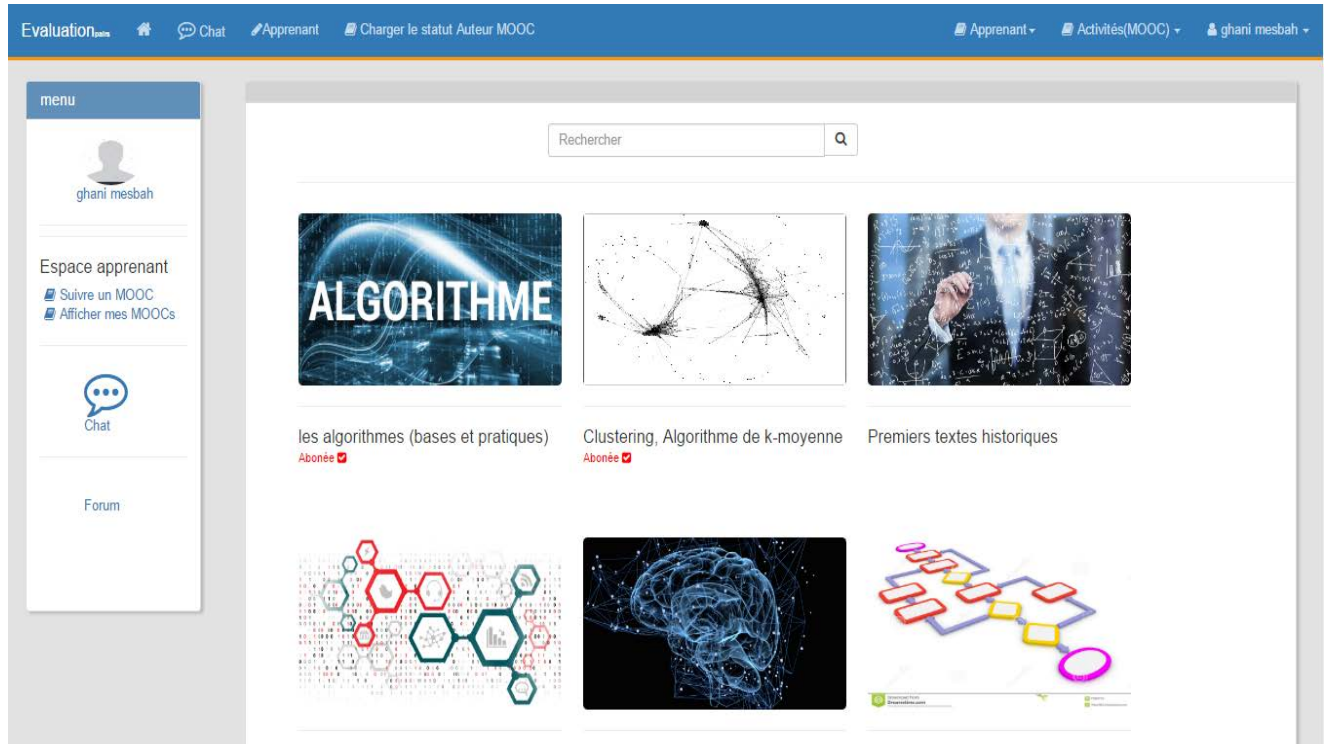 Evaluationpairs Chat Apprenant Charger le statut Auteur MOOC Apprenant Activités(MOOC) ghani mesbah
menu
Rechercher
ghani mesbah
Espace apprenant
Suivre un MOOC
Afficher mes MOOCs
Chat
Forum
ALGORITHME
les algorithmes (bases et pratiques)
Abonée
Clustering, Algorithme de k-moyenne
Abonée
Premiers textes historiques